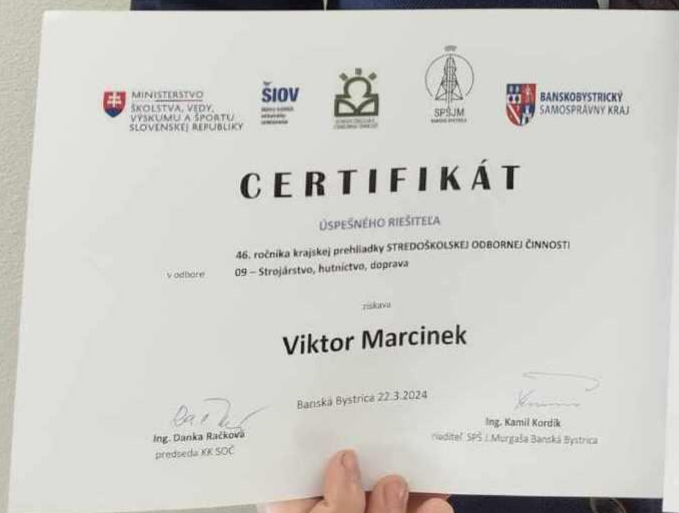 MINISTERSTVO
ŠKOLSTVA, VEDY,
VÝSKUMU A ŠPORTU
SLOVENSKEJ REPUBLIKY
ŠIOV
SPŠJM
BANSKÁ BYSTRICA
BANSKOBYSTRICKÝ
SAMOSPRÁVNY KRAJ
CERTIFIKÁT
ÚSPEŠNÉHO RIEŠITEĽA
46. ročníka krajskej prehliadky STREDOŠKOLSKEJ ODBORNEJ ČINNOSTI
v odbore 09 – Strojárstvo, hutníctvo, doprava
získava
Viktor Marcinek
Banská Bystrica 22.3.2024
Ing. Danka Račková
predseda KK SOČ
Ing. Kamil Kordík
riaditeľ SPŠ J.Murgaša Banská Bystrica